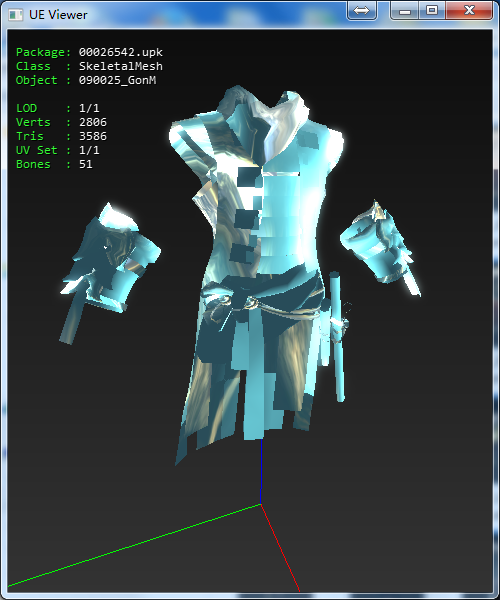 UE Viewer
Package: 00026542.upk
Class : SkeletalMesh
Object : 090025_GonM
LOD : 1/1
Verts : 2806
Tris : 3586
UV Set : 1/1
Bones : 51